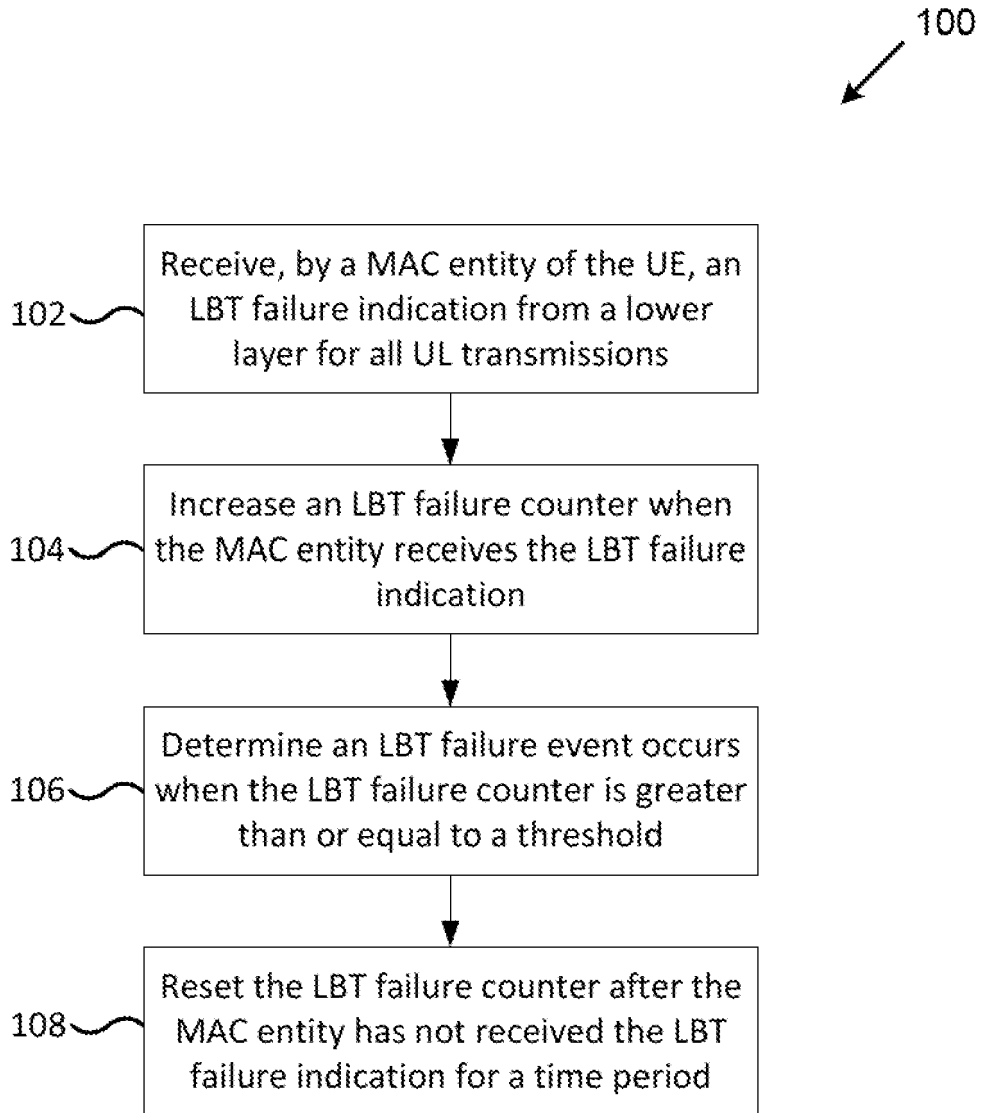 100
102
Receive, by a MAC entity of the UE, an
LBT failure indication from a lower
layer for all UL transmissions
104
Increase an LBT failure counter when
the MAC entity receives the LBT failure
indication
106
Determine an LBT failure event occurs
when the LBT failure counter is greater
than or equal to a threshold
108
Reset the LBT failure counter after the
MAC entity has not received the LBT
failure indication for a time period